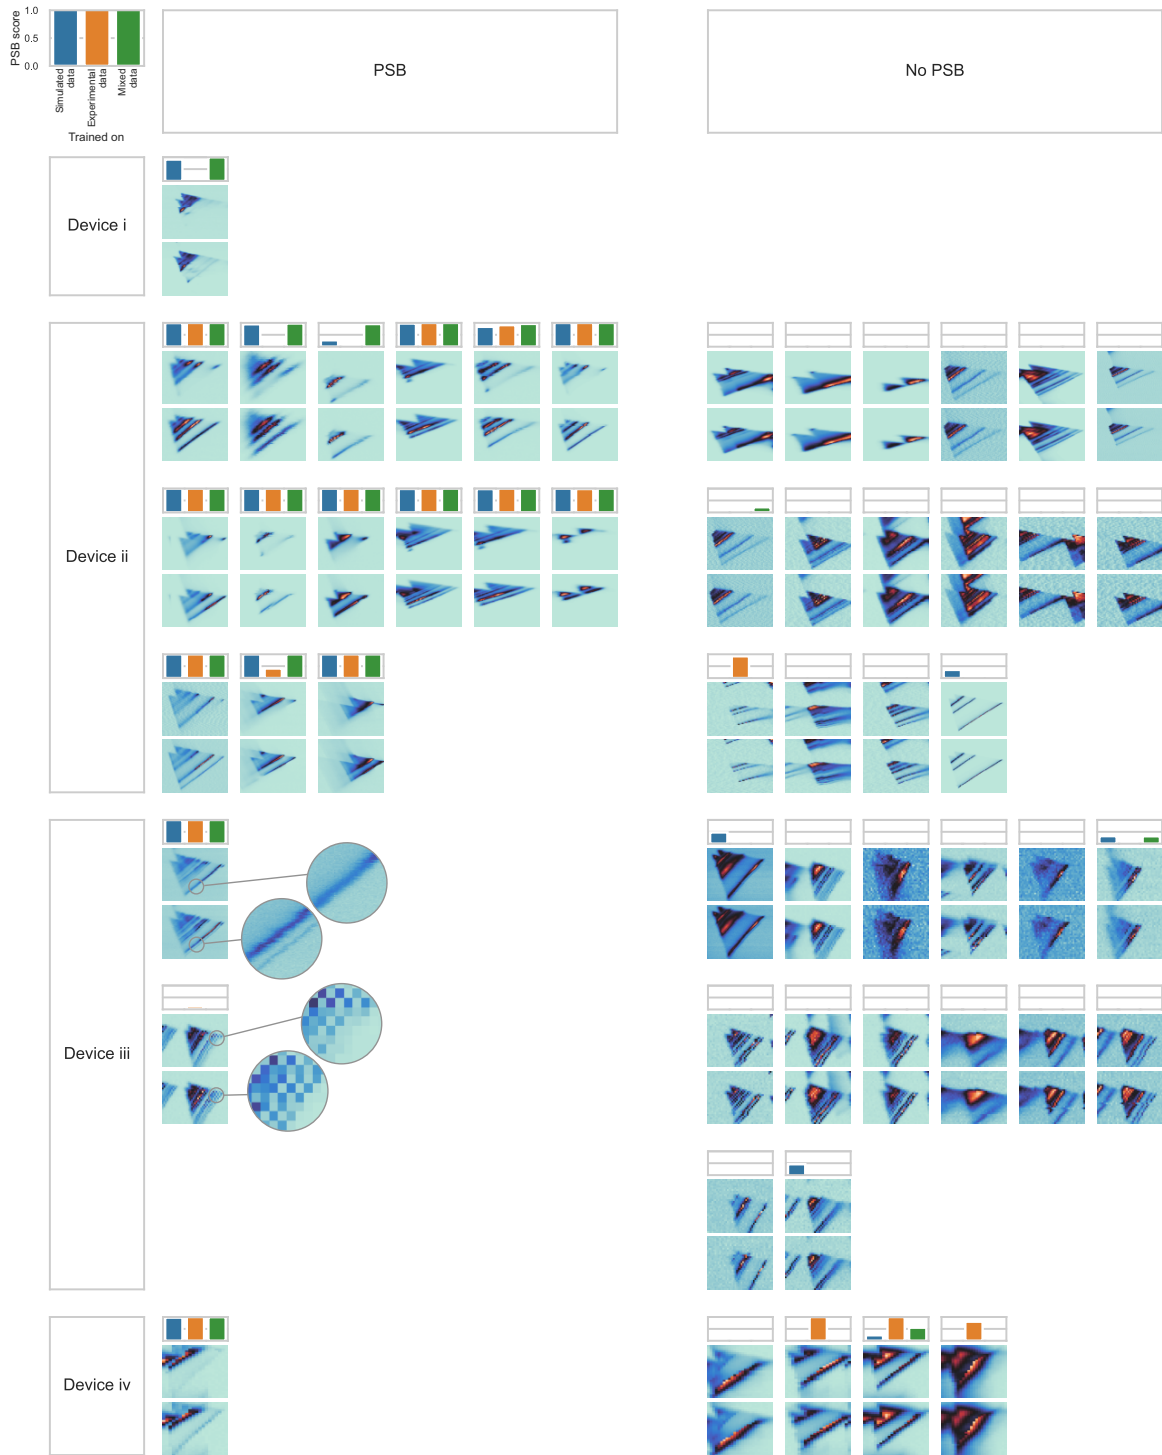 PSB score
1.0
0.5
0.0
Simulated
data
Experimental
data
Mixed
data
Trained on
PSB
No PSB
Device i
Device ii
Device iii
Device iv